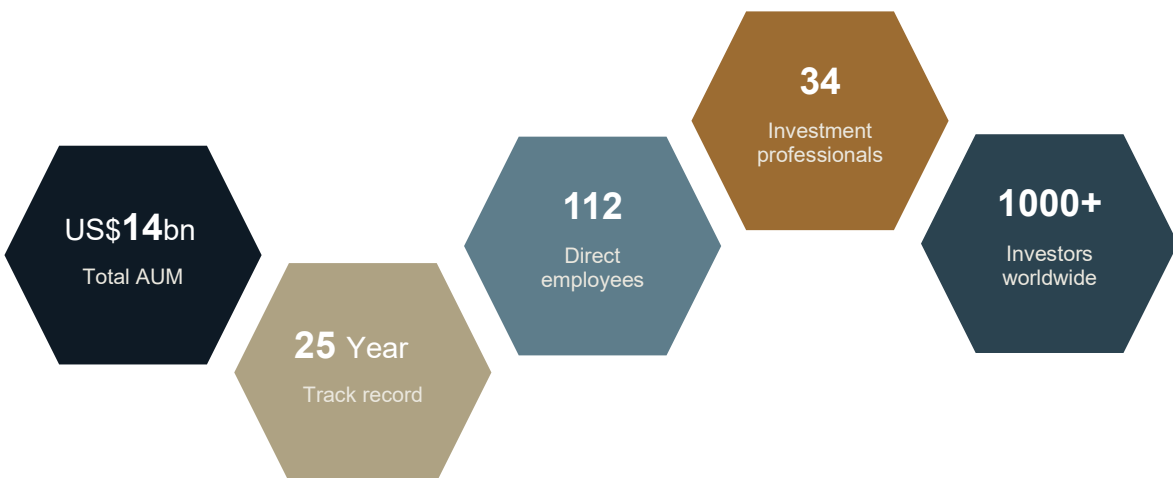 US$14bn
Total AUM
25 Year
Track record
112
Direct
employees
34
Investment
professionals
1000+
Investors
worldwide